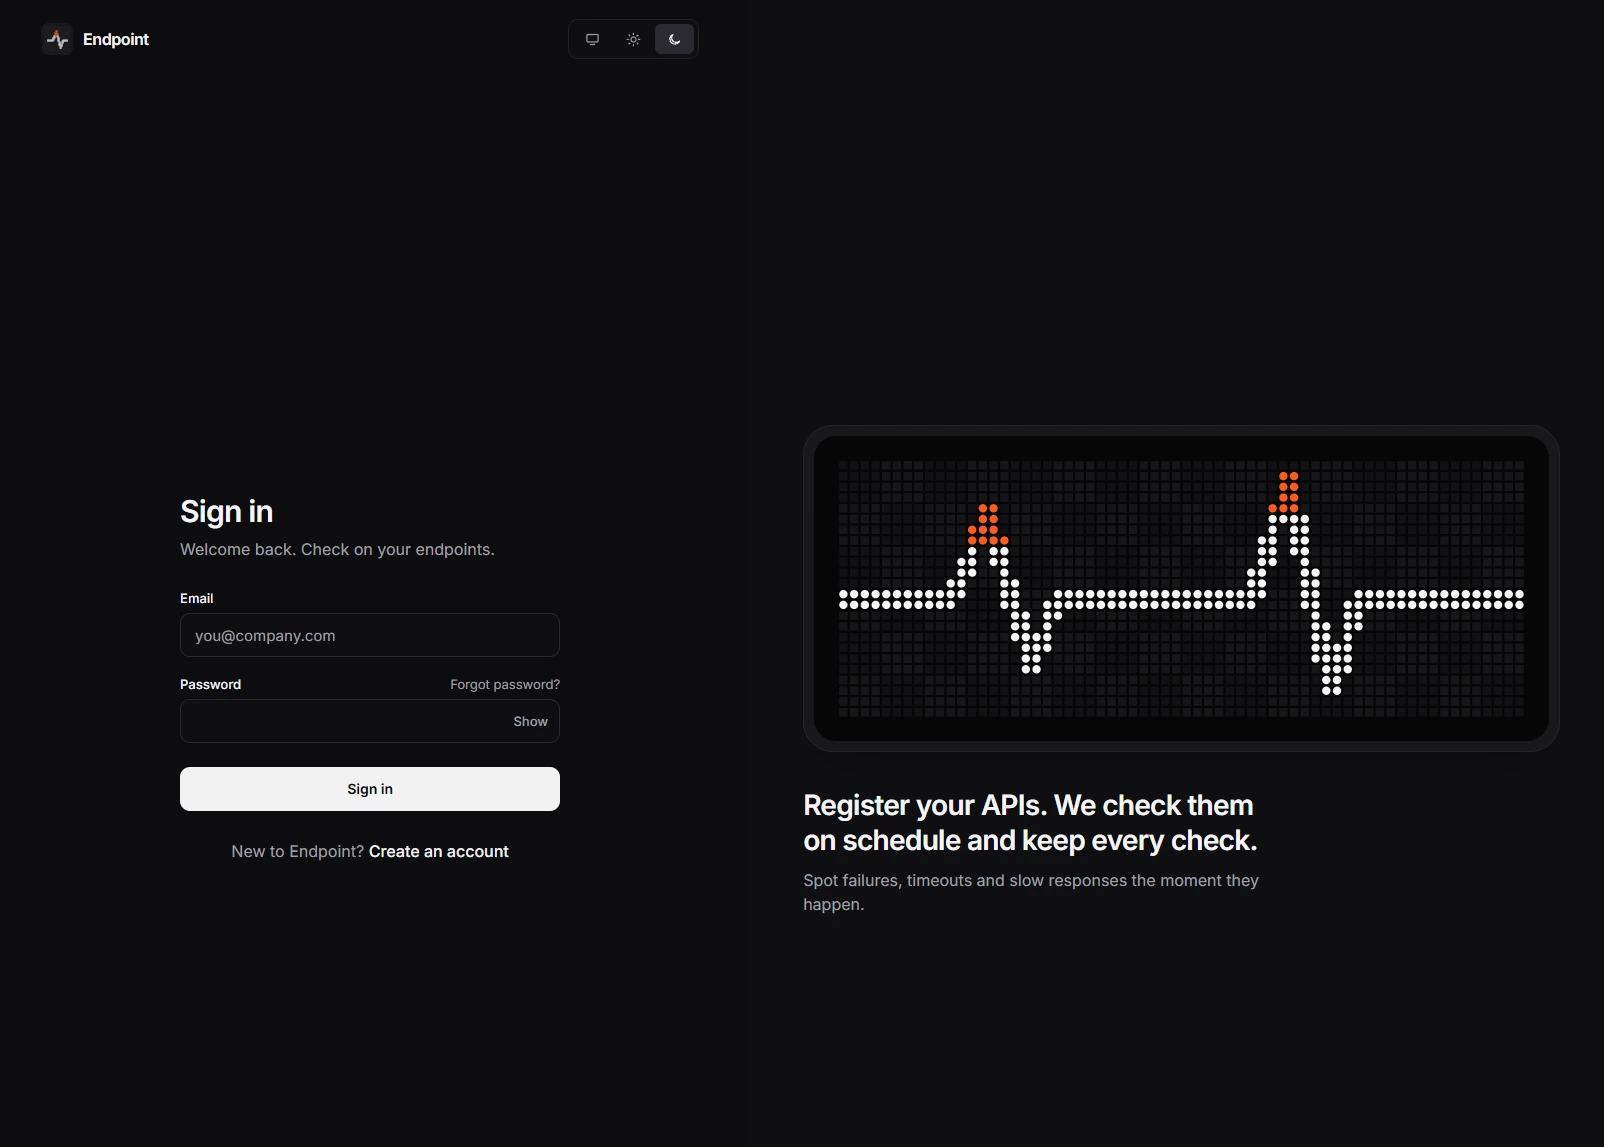 Endpoint
Sign in
Welcome back. Check on your endpoints.
Email
you@company.com
Password
Forgot password?
Show
Sign in
New to Endpoint? Create an account
Register your APIs. We check them
on schedule and keep every check.
Spot failures, timeouts and slow responses the moment they
happen.